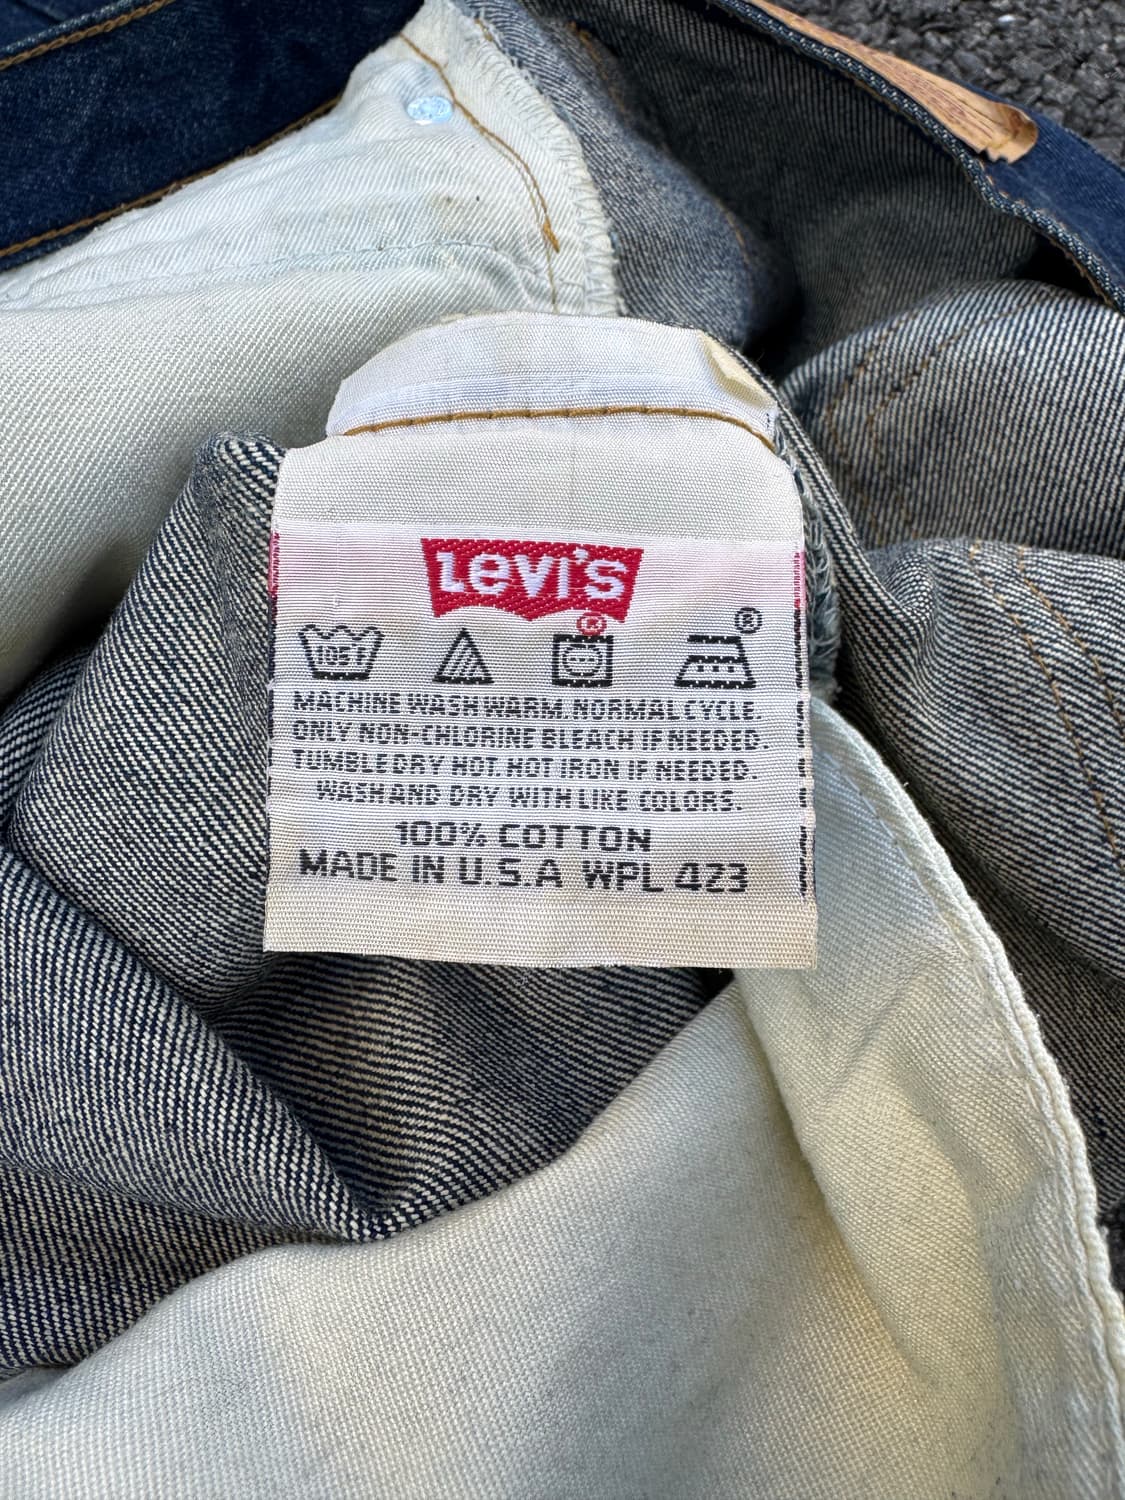 Levi's
®
105 F
®
MACHINE WASH WARM. NORMAL CYCLE.
ONLY NON-CHLORINE BLEACH IF NEEDED.
TUMBLE DRY HOT. HOT IRON IF NEEDED.
WASH AND DRY WITH LIKE COLORS.
100% COTTON
MADE IN U.S.A WPL 423